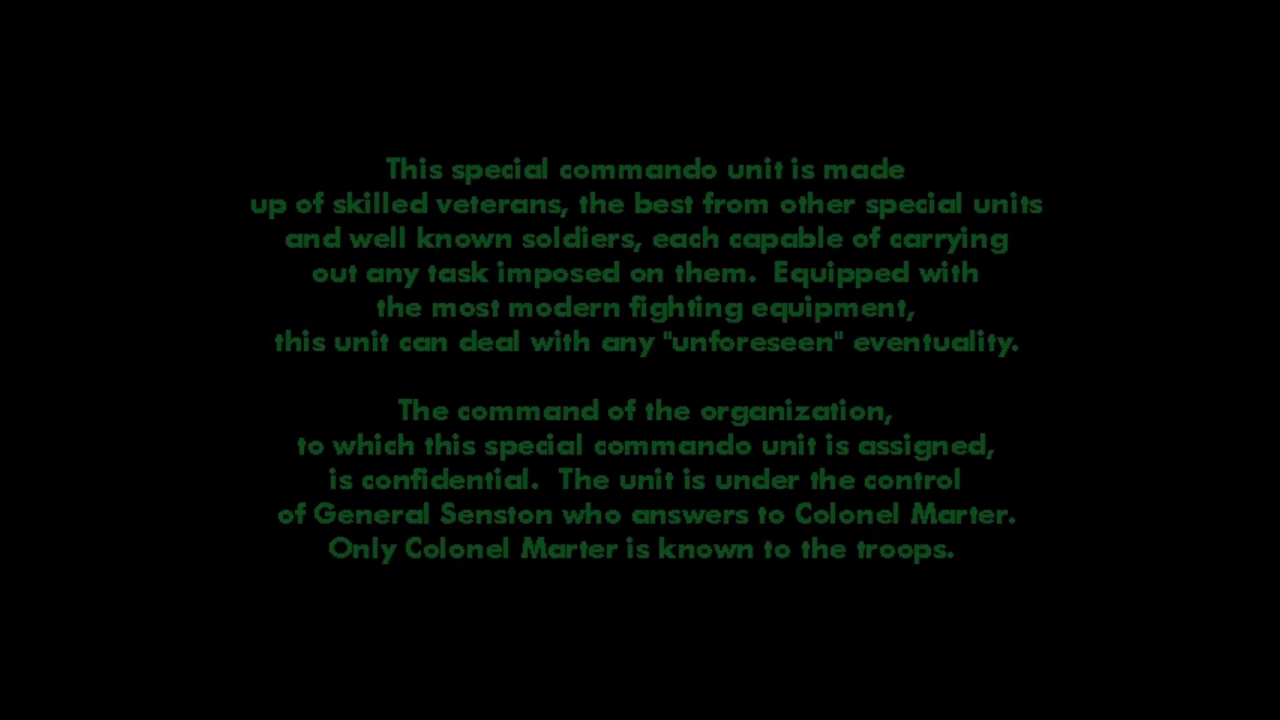 This special commando unit is made
up of skilled veterans, the best from other special units
and well known soldiers, each capable of carrying
out any task imposed on them.  Equipped with
the most modern fighting equipment,
this unit can deal with any "unforeseen" eventuality.
The command of the organization,
to which this special commando unit is assigned,
is confidential.  The unit is under the control
of General Senston who answers to Colonel Marter.
Only Colonel Marter is known to the troops.